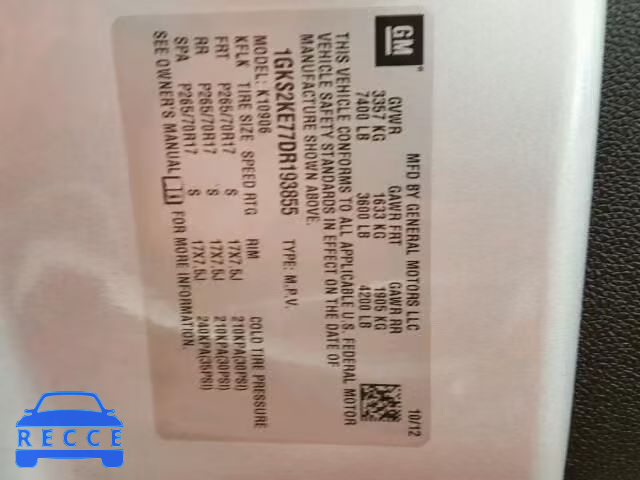 GM
MFD BY GENERAL MOTORS LLC 10/12
GVWR GAWR FRT GAWR RR
3357 KG 1633 KG 1905 KG
7400 LB 3600 LB 4200 LB
THIS VEHICLE CONFORMS TO ALL APPLICABLE U.S. FEDERAL MOTOR
VEHICLE SAFETY STANDARDS IN EFFECT ON THE DATE OF
MANUFACTURE SHOWN ABOVE.
1GKS2KE77DR193855 TYPE: M.P.V.
MODEL: K10906
KFLK TIRE SIZE SPEED RTG RIM COLD TIRE PRESSURE
FRT P265/70R17 S 17X7.5J 210KPA(30PSI)
RR P265/70R17 S 17X7.5J 210KPA(30PSI)
SPA P265/70R17 S 17X7.5J 240KPA(35PSI)
SEE OWNER'S MANUAL FOR MORE INFORMATION.
RECCE